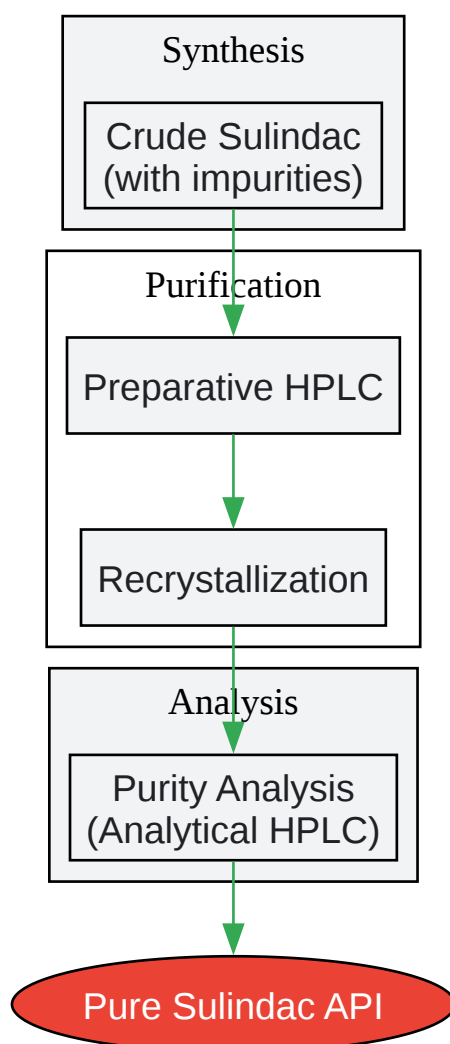 Synthesis
Crude Sulindac
(with impurities)
Purification
Preparative HPLC
Recrystallization
Analysis
Purity Analysis
(Analytical HPLC)
Pure Sulindac API